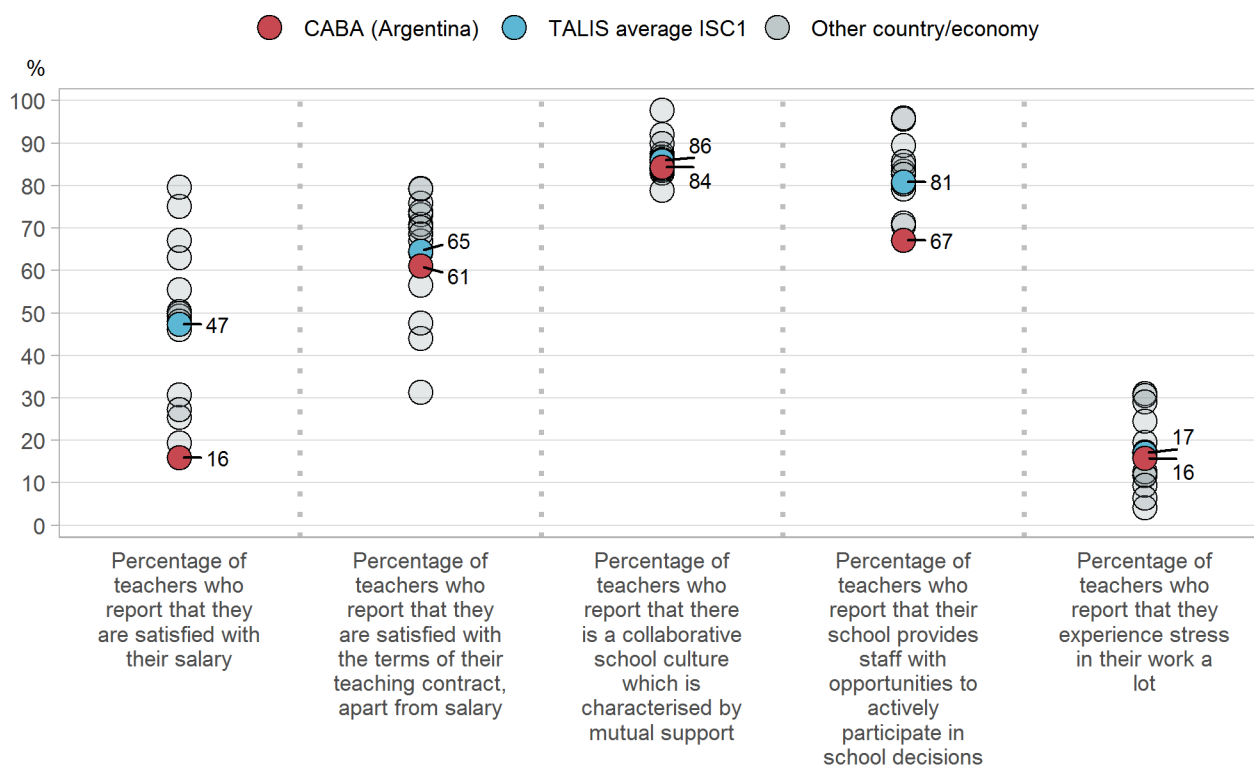 CABA (Argentina) TALIS average ISC1 Other country/economy
%
100
90
80
70
60
50
40
30
20
10
0
47
16
65
61
86
84
81
67
17
16
Percentage of
teachers who
report that they
are satisfied with
their salary
Percentage of
teachers who
report that they
are satisfied with
the terms of their
teaching contract,
apart from salary
Percentage of
teachers who
report that there
is a collaborative
school culture
which is
characterised by
mutual support
Percentage of
teachers who
report that their
school provides
staff with
opportunities to
actively
participate in
school decisions
Percentage of
teachers who
report that they
experience stress
in their work a
lot